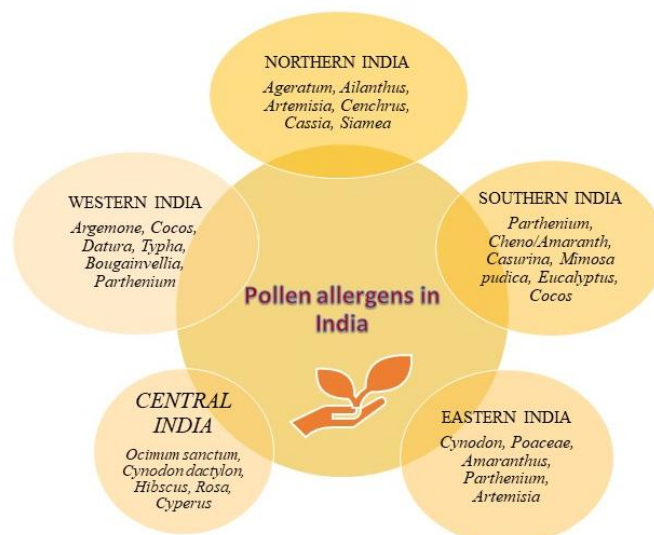 NORTHERN INDIA
Ageratum, Ailanthus,
Artemisia, Cenchrus,
Cassia, Siamea
WESTERN INDIA
Argemone, Cocos,
Datura, Typha,
Bougainvellia,
Parthenium
SOUTHERN INDIA
Parthenium,
Cheno/Amaranth,
Casurina, Mimosa
pudica, Eucalyptus,
Cocos
Pollen allergens in
India
CENTRAL
INDIA
Ocimum sanctum,
Cynodon dactylon,
Hibscus, Rosa,
Cyperus
EASTERN INDIA
Cynodon, Poaceae,
Amaranthus,
Parthenium,
Artemisia